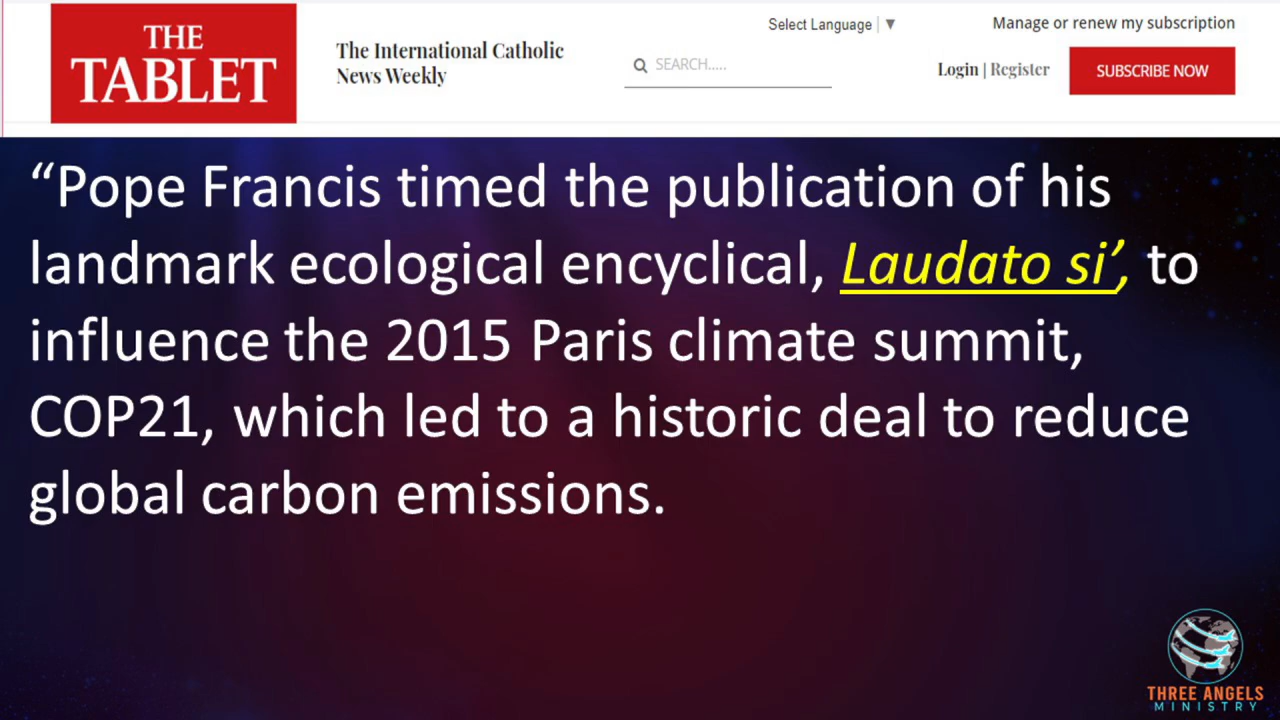 THE
TABLET
The International Catholic
News Weekly
SEARCH.....
Select Language | ▼
Manage or renew my subscription
Login | Register
SUBSCRIBE NOW
“Pope Francis timed the publication of his
landmark ecological encyclical, Laudato si’, to
influence the 2015 Paris climate summit,
COP21, which led to a historic deal to reduce
global carbon emissions.
THREE ANGELS
MINISTRY